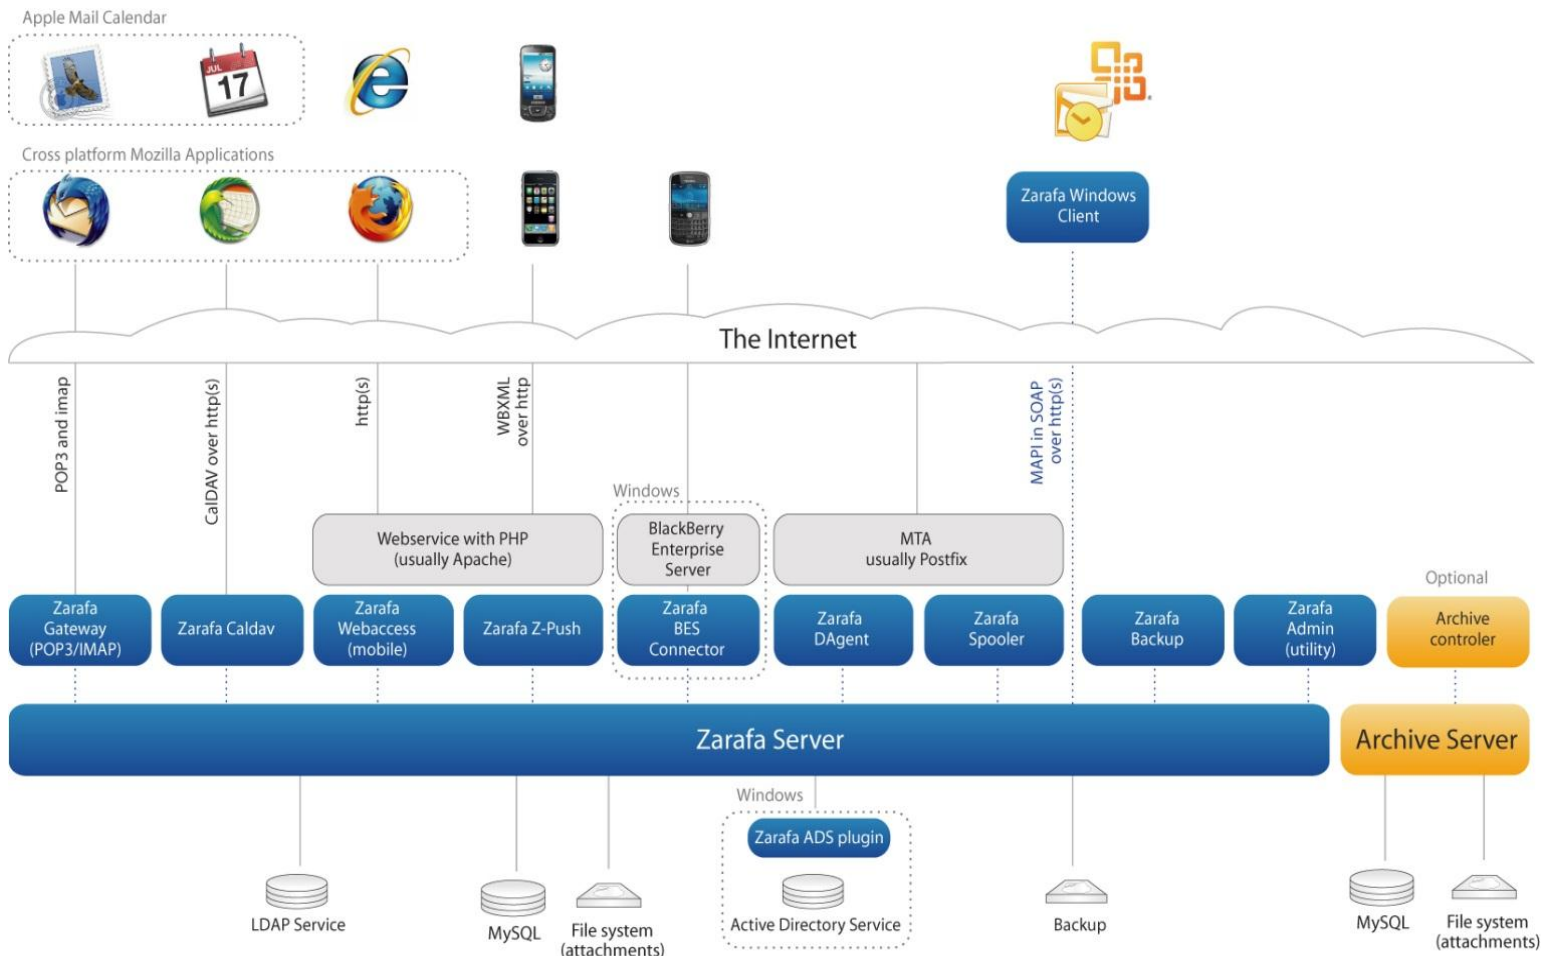 Apple Mail Calendar
JUL
17
Cross platform Mozilla Applications
Zarafa Windows
Client
The Internet
POP3 and imap
CalDAV over http(s)
http(s)
WBXML
over http
MAPI in SOAP
over http(s)
Windows
Webservice with PHP
(usually Apache)
BlackBerry
Enterprise
Server
MTA
usually Postfix
Optional
Zarafa
Gateway
(POP3/IMAP)
Zarafa Caldav
Zarafa
Webaccess
(mobile)
Zarafa Z-Push
Zarafa
BES
Connector
Zarafa
DAgent
Zarafa
Spooler
Zarafa
Backup
Zarafa
Admin
(utility)
Archive
controler
Zarafa Server
Archive Server
Windows
Zarafa ADS plugin
LDAP Service
MySQL
File system
(attachments)
Active Directory Service
Backup
MySQL
File system
(attachments)